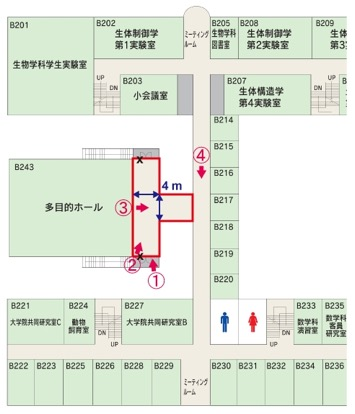 B201
生物学科学生実験室
B202
生体制御学
第1実験室
ミーティング
ルーム
B205
生物学科
図書室
B208
生体制御学
第2実験室
B209
生体
第3実
UP
DN
B203
小会議室
B207
生体構造学
第4実験室
UP
DN
B214
B215
B216
B217
B218
B219
B220
B243
多目的ホール
×
4 m
③
④
②
×
①
B221
大学院共同研究室C
B224
動物
飼育室
DN
UP
B227
大学院共同研究室B
DN
UP
B233
数学科
演習室
B235
数学科
客員
研究室
B222
B223
B225
B226
B228
B229
ミーティング
ルーム
B230
B231
B232
B234
B236